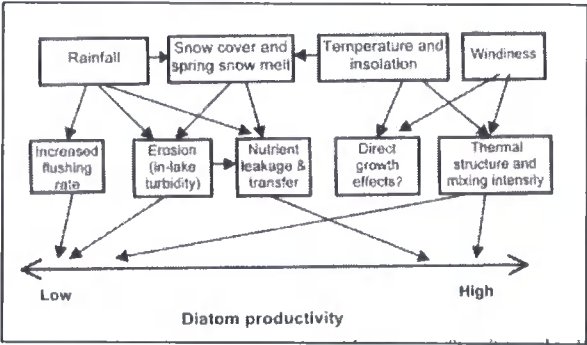 Rainfall
Snow cover and
spring snow melt
Temperature and
insolation
Windiness
Increased
flushing
rate
Erosion
(in-lake
turbidity)
Nutrient
leakage &
transfer
Direct
growth
effects?
Thermal
structure and
mixing intensity
Low
High
Diatom productivity